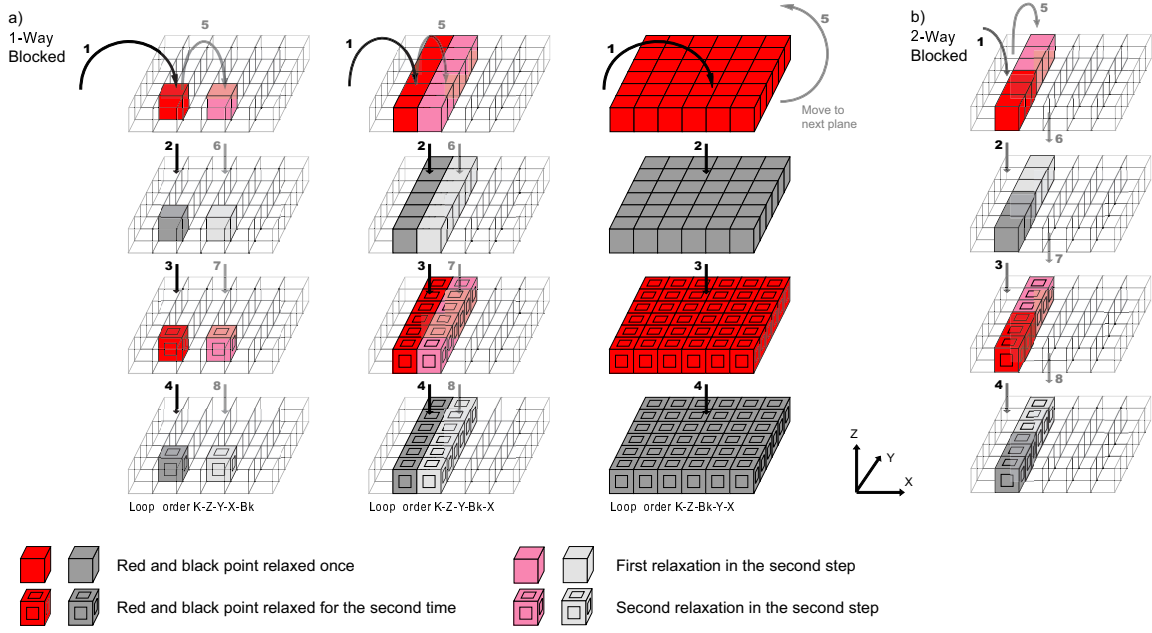 a)
1-Way
Blocked
1
5
2
6
3
7
4
8
Loop order K-Z-Y-X-Bk
1
5
2
6
3
7
4
8
Loop order K-Z-Y-Bk-X
1
5
Move to
next plane
2
3
4
Loop order K-Z-Bk-Y-X
Z
Y
X
b)
2-Way
Blocked
1
5
2
6
3
7
4
8
Red and black point relaxed once
Red and black point relaxed for the second time
First relaxation in the second step
Second relaxation in the second step